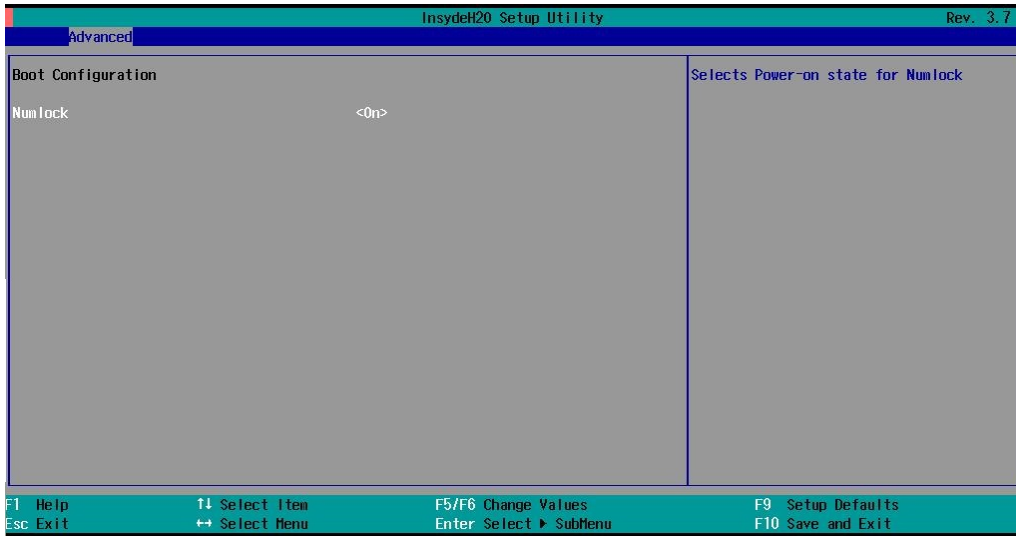 InsydeH20 Setup Utility Rev. 3.7
Advanced
Boot Configuration
Selects Power-on state for Numlock
Numlock <On>
F1 Help ↑↓ Select Item F5/F6 Change Values F9 Setup Defaults
Esc Exit ↔ Select Menu Enter Select ▶ SubMenu F10 Save and Exit